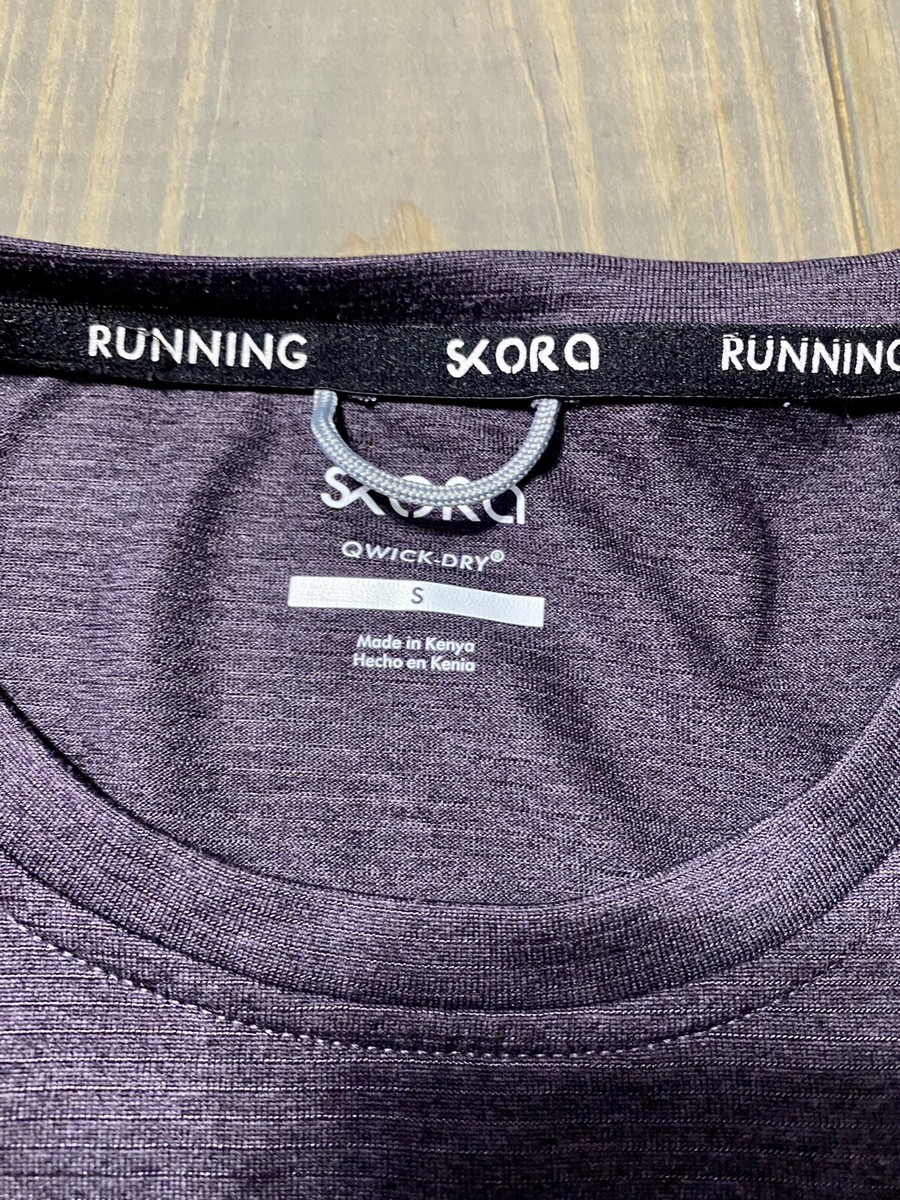 RUNNING SKORA RUNNING
SKORA
QWICK-DRY®
S
Made in Kenya
Hecho en Kenia